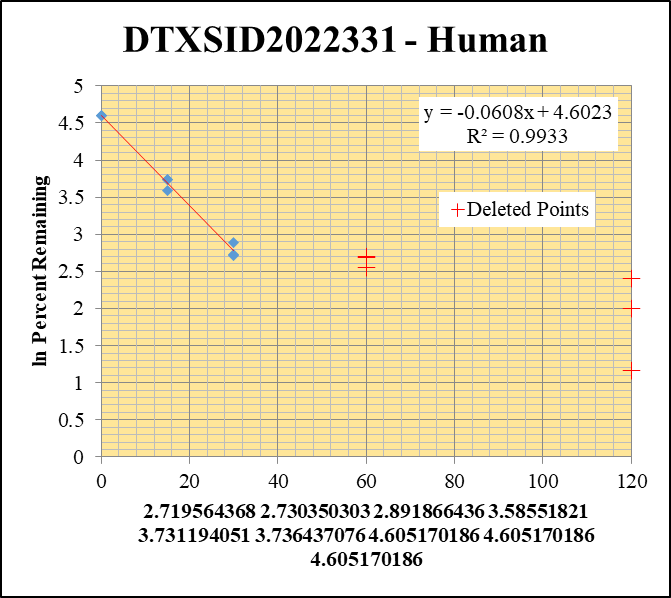 DTXSID2022331 - Human
5
4.5
4
3.5
3
2.5
2
1.5
1
0.5
0
ln Percent Remaining
y = -0.0608x + 4.6023
R² = 0.9933
+Deleted Points
0 20 40 60 80 100 120
2.719564368 2.730350303 2.891866436 3.58551821
3.731194051 3.736437076 4.605170186 4.605170186
4.605170186